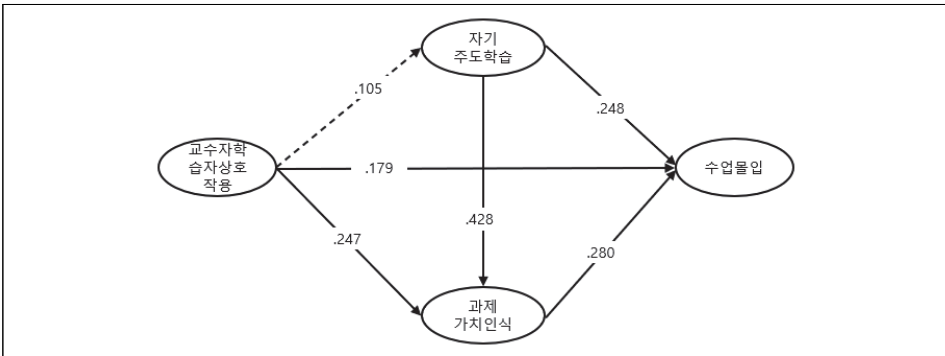 자기
주도학습
.105
.248
교수자학
습자상호
작용
.179
수업몰입
.428
.247
.280
과제
가치인식